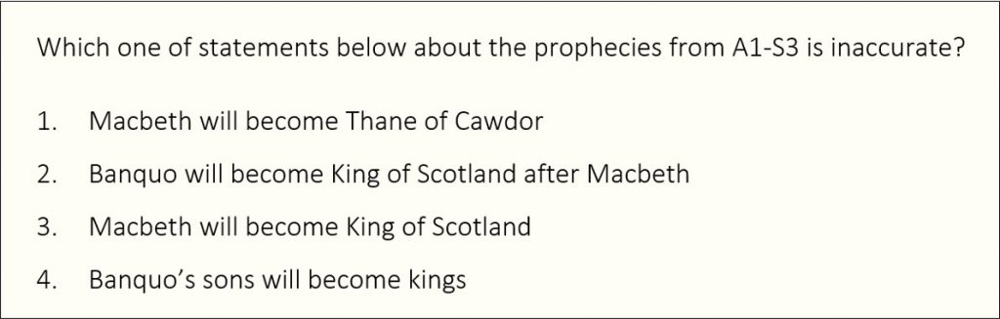 Which one of statements below about the prophecies from A1-S3 is inaccurate?
1. Macbeth will become Thane of Cawdor
2. Banquo will become King of Scotland after Macbeth
3. Macbeth will become King of Scotland
4. Banquo’s sons will become kings